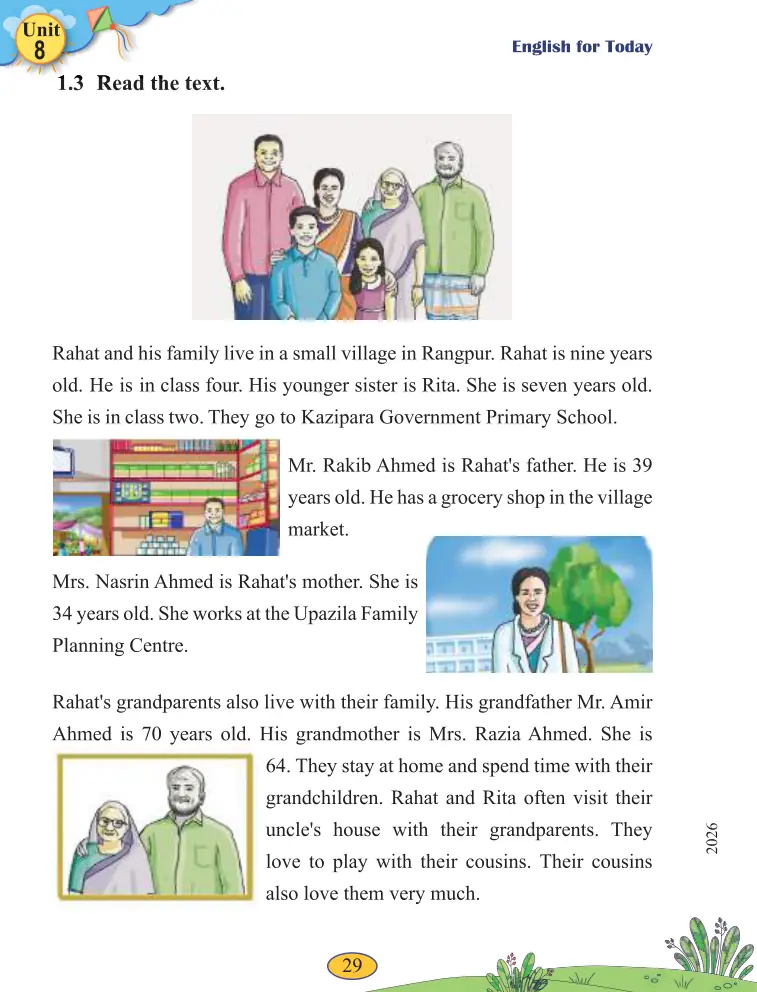 Unit
8
English for Today
1.3 Read the text.
Rahat and his family live in a small village in Rangpur. Rahat is nine years
old. He is in class four. His younger sister is Rita. She is seven years old.
She is in class two. They go to Kazipara Government Primary School.
Mr. Rakib Ahmed is Rahat's father. He is 39
years old. He has a grocery shop in the village
market.
Mrs. Nasrin Ahmed is Rahat's mother. She is
34 years old. She works at the Upazila Family
Planning Centre.
Rahat's grandparents also live with their family. His grandfather Mr. Amir
Ahmed is 70 years old. His grandmother is Mrs. Razia Ahmed. She is
64. They stay at home and spend time with their
grandchildren. Rahat and Rita often visit their
uncle's house with their grandparents. They
love to play with their cousins. Their cousins
also love them very much.
2026
29